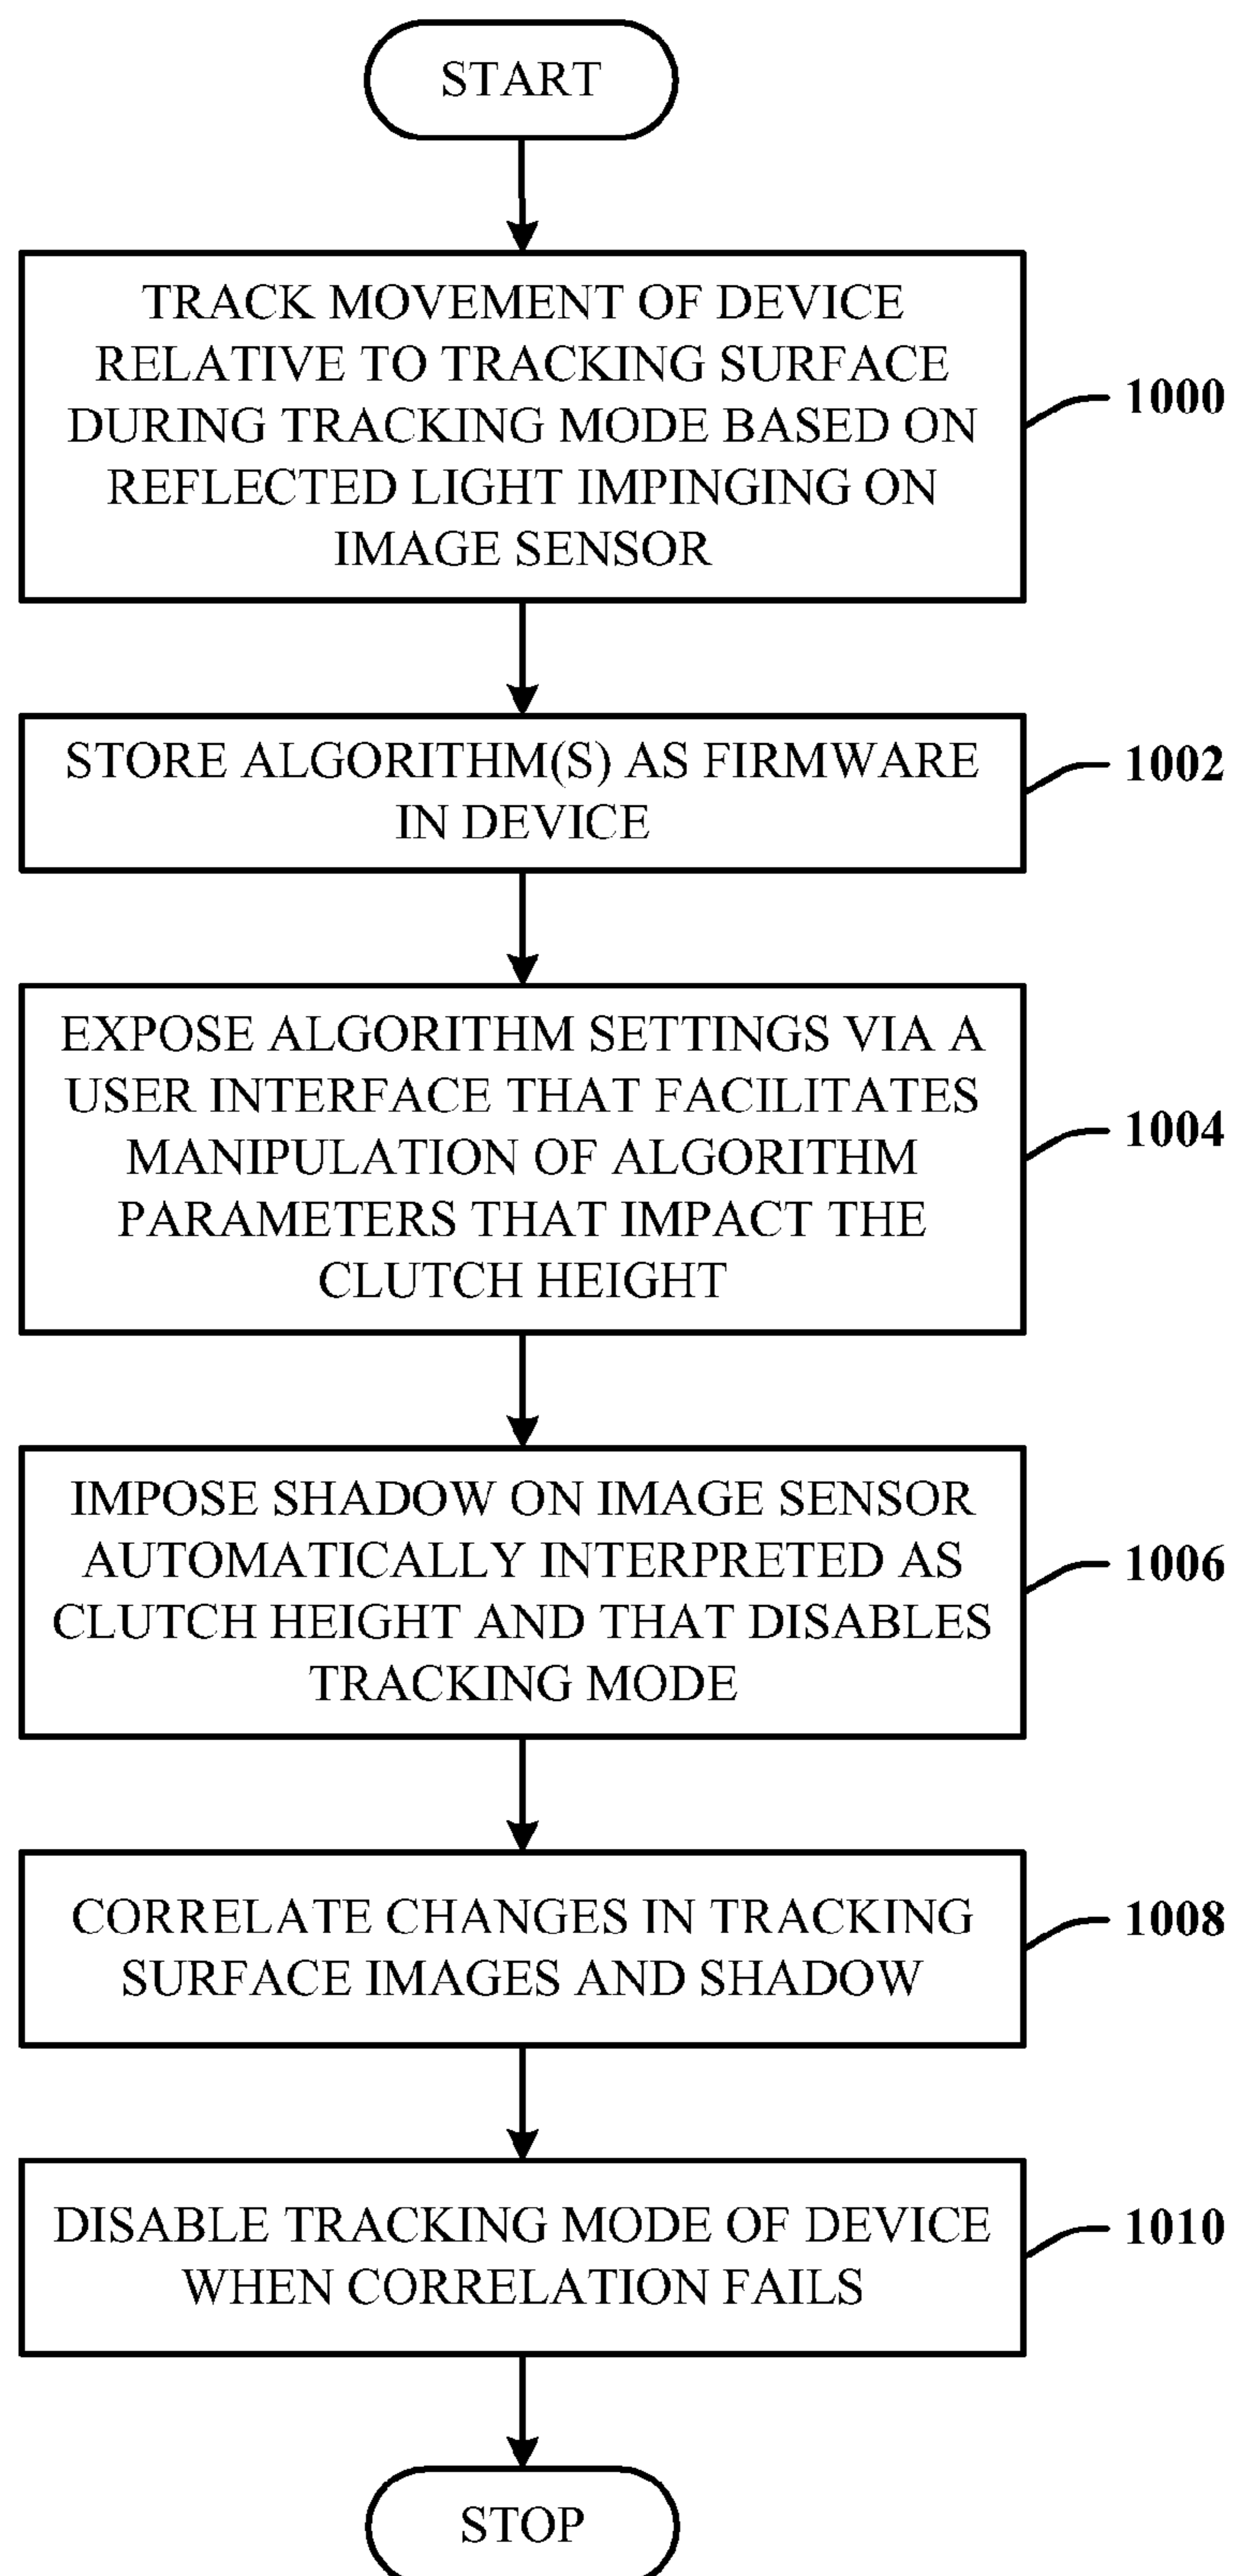 START
TRACK MOVEMENT OF DEVICE
RELATIVE TO TRACKING SURFACE
DURING TRACKING MODE BASED ON
REFLECTED LIGHT IMPINGING ON
IMAGE SENSOR
1000
STORE ALGORITHM(S) AS FIRMWARE
IN DEVICE
1002
EXPOSE ALGORITHM SETTINGS VIA A
USER INTERFACE THAT FACILITATES
MANIPULATION OF ALGORITHM
PARAMETERS THAT IMPACT THE
CLUTCH HEIGHT
1004
IMPOSE SHADOW ON IMAGE SENSOR
AUTOMATICALLY INTERPRETED AS
CLUTCH HEIGHT AND THAT DISABLES
TRACKING MODE
1006
CORRELATE CHANGES IN TRACKING
SURFACE IMAGES AND SHADOW
1008
DISABLE TRACKING MODE OF DEVICE
WHEN CORRELATION FAILS
1010
STOP